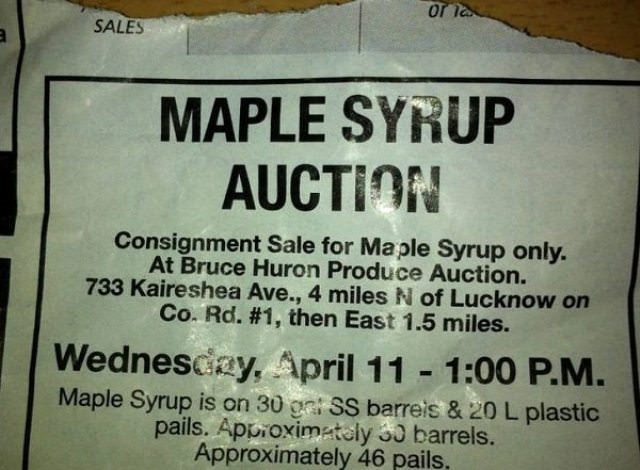 SALES
MAPLE SYRUP
AUCTION
Consignment Sale for Maple Syrup only.
At Bruce Huron Produce Auction.
733 Kaireshea Ave., 4 miles N of Lucknow on
Co. Rd. #1, then East 1.5 miles.
Wednesday, April 11 - 1:00 P.M.
Maple Syrup is on 30 gal SS barrels & 20 L plastic
pails. Approximately 30 barrels.
Approximately 46 pails.